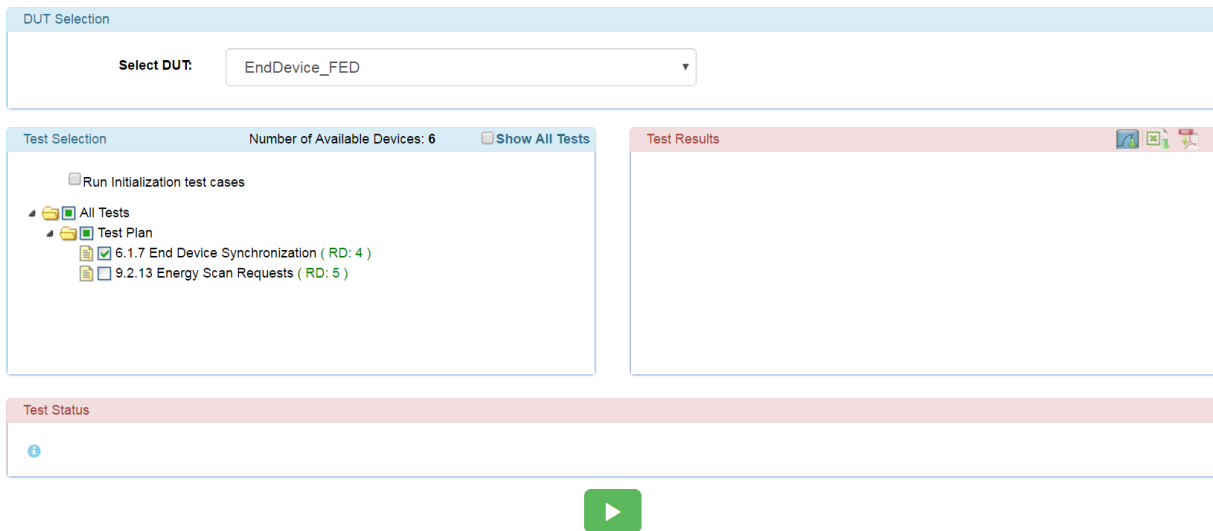 DUT Selection
Select DUT: EndDevice_FED
Test Selection Number of Available Devices: 6 Show All Tests
Run Initialization test cases
All Tests
Test Plan
6.1.7 End Device Synchronization ( RD: 4 )
9.2.13 Energy Scan Requests ( RD: 5 )
Test Results
Test Status